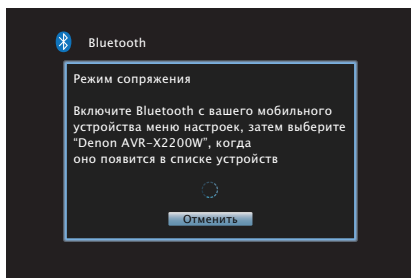 Bluetooth
Режим сопряжения
Включите Bluetooth с вашего мобильного
устройства меню настроек, затем выберите
“Denon AVR-X2200W”, когда
оно появится в списке устройств
Отменить